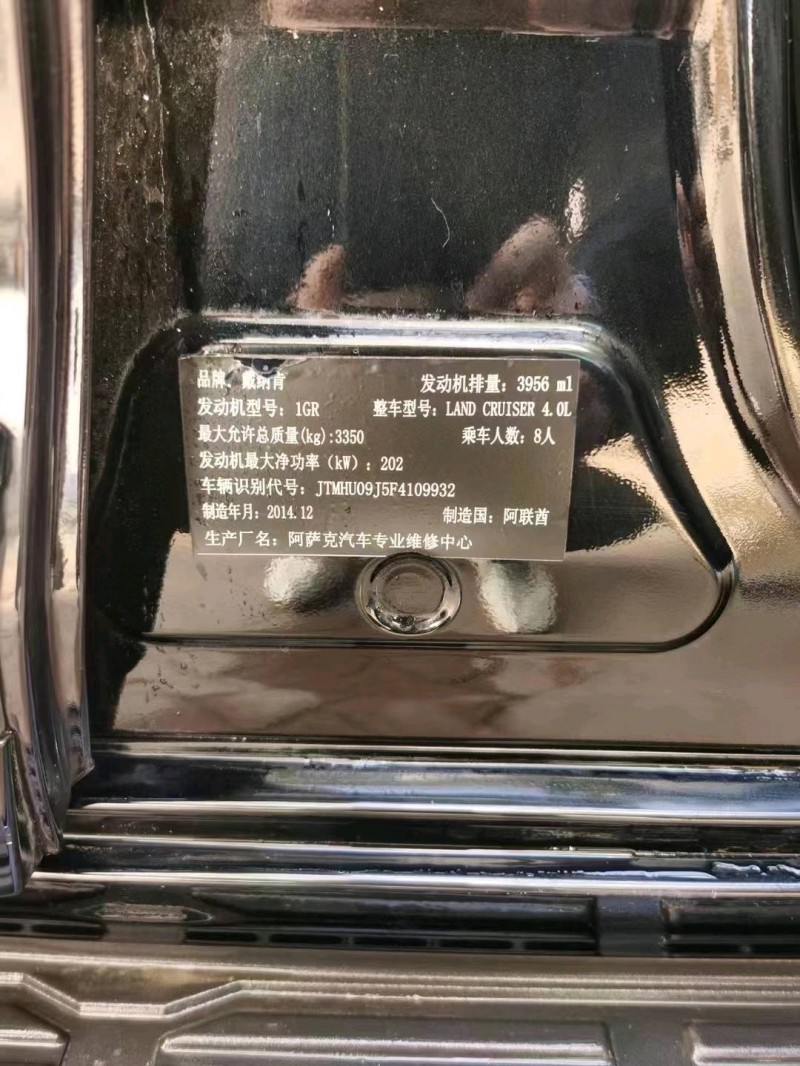 品牌：戴纳肯 发动机排量：3956 ml
发动机型号：1GR 整车型号：LAND CRUISER 4.0L
最大允许总质量(kg):3350 乘车人数：8人
发动机最大净功率（kW）：202
车辆识别代号：JTMHU09J5F4109932
制造年月：2014.12 制造国：阿联酋
生产厂名：阿萨克汽车专业维修中心